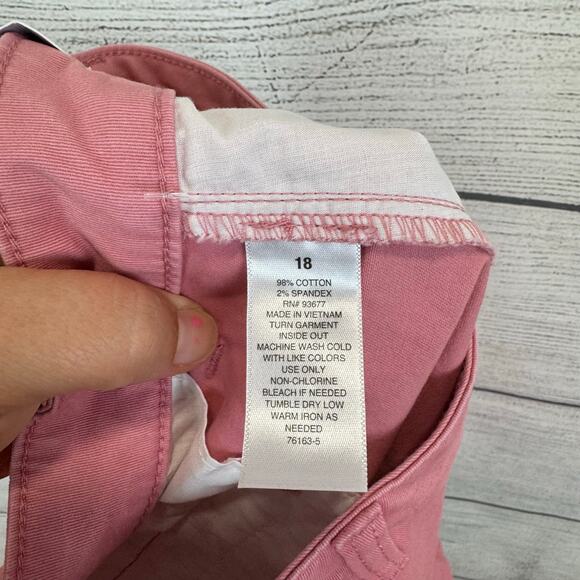 18
98% COTTON
2% SPANDEX
RN# 93677
MADE IN VIETNAM
TURN GARMENT
INSIDE OUT
MACHINE WASH COLD
WITH LIKE COLORS
USE ONLY
NON-CHLORINE
BLEACH IF NEEDED
TUMBLE DRY LOW
WARM IRON AS
NEEDED
76163-5